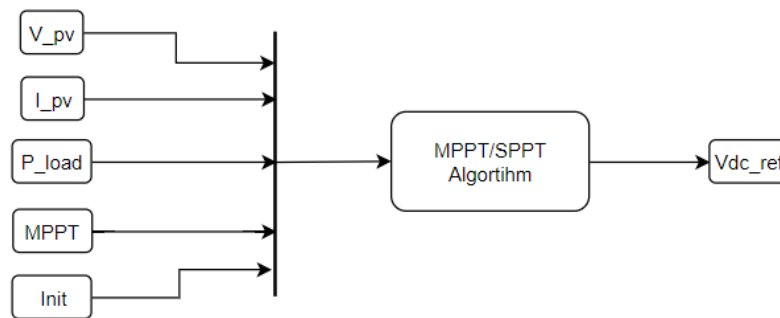 V_pv
I_pv
P_load
MPPT
Init
MPPT/SPPT
Algortihm
Vdc_ref